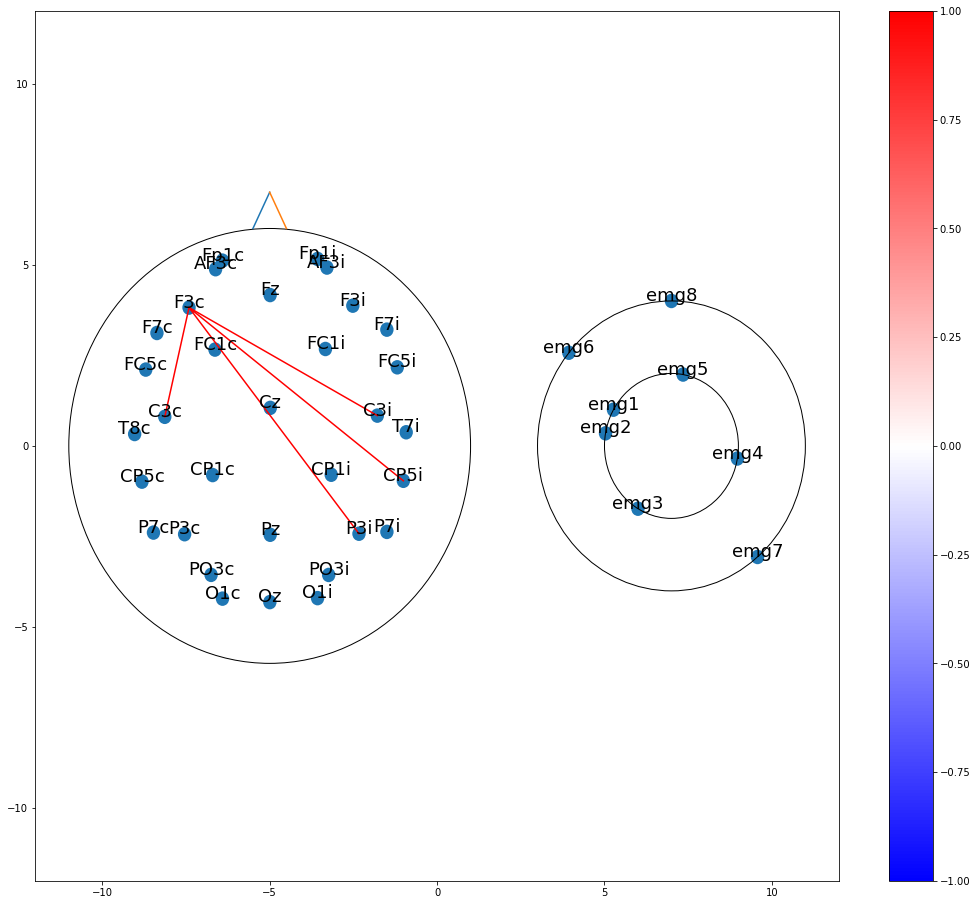 Fp1c
Fp1i
AF3c
AF3i
Fz
F3c
F3i
F7c
F7i
FC1c
FC1i
FC5c
FC5i
Cz
C3c
C3i
T8c
T7i
CP5c
CP1c
CP1i
CP5i
P7c
P3c
Pz
P3i
P7i
PO3c
PO3i
O1c
Oz
O1i
emg8
emg6
emg5
emg1
emg2
emg4
emg3
emg7
10
5
0
−5
−10
−10
−5
0
5
10
1.00
0.75
0.50
0.25
0.00
−0.25
−0.50
−0.75
−1.00